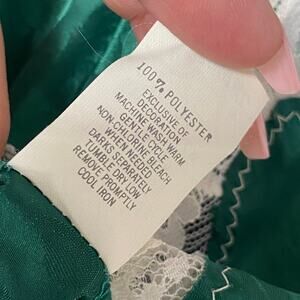 100% POLYESTER
EXCLUSIVE OF
DECORATION
MACHINE WASH WARM
GENTLE CYCLE
NON-CHLORINE BLEACH
WHEN NEEDED
DARKS SEPARATELY
TUMBLE DRY LOW
REMOVE PROMPTLY
COOL IRON